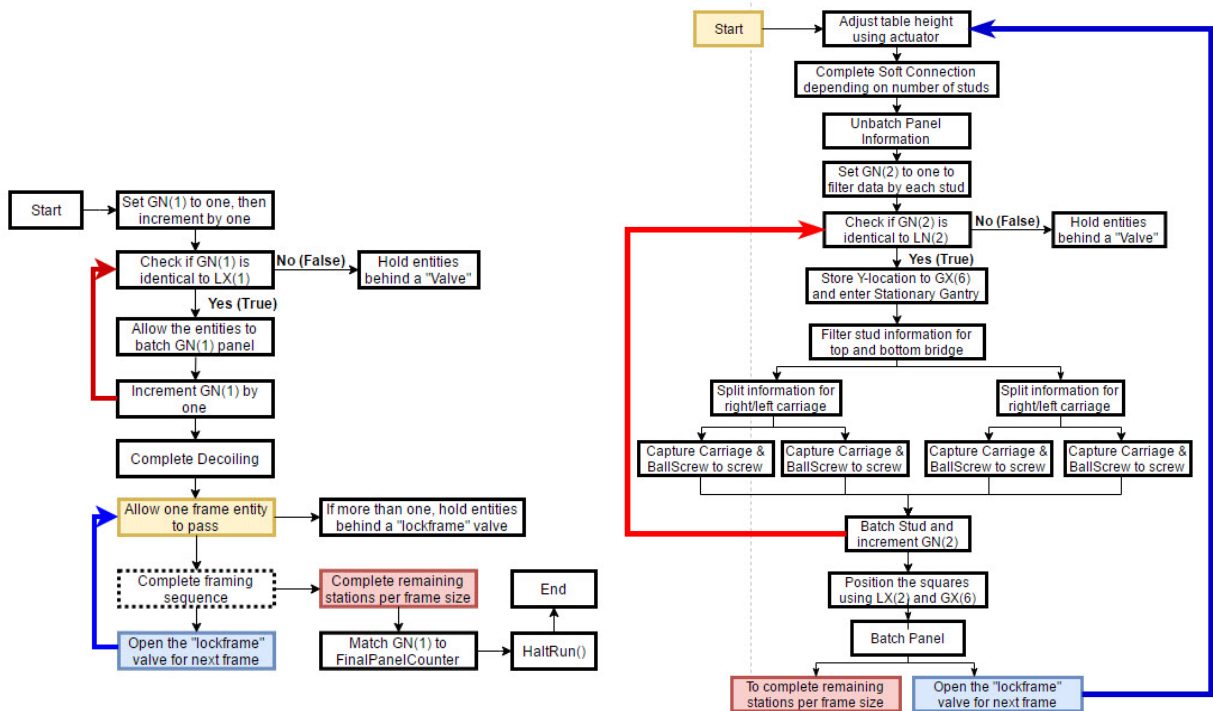 Start
Set GN(1) to one, then
increment by one
Check if GN(1) is
identical to LX(1)
No (False)
Hold entities
behind a "Valve"
Yes (True)
Allow the entities to
batch GN(1) panel
Increment GN(1) by
one
Complete Decoiling
Allow one frame entity
to pass
If more than one, hold entities
behind a "lockframe" valve
Complete framing
sequence
Complete remaining
stations per frame size
End
Open the "lockframe"
valve for next frame
Match GN(1) to
FinalPanelCounter
HaltRun()
Start
Adjust table height
using actuator
Complete Soft Connection
depending on number of studs
Unbatch Panel
Information
Set GN(2) to one to
filter data by each stud
Check if GN(2) is
identical to LN(2)
No (False)
Hold entities
behind a "Valve"
Yes (True)
Store Y-location to GX(6)
and enter Stationary Gantry
Filter stud information for
top and bottom bridge
Split information for
right/left carriage
Split information for
right/left carriage
Capture Carriage &
BallScrew to screw
Capture Carriage &
BallScrew to screw
Capture Carriage &
BallScrew to screw
Capture Carriage &
BallScrew to screw
Batch Stud and
increment GN(2)
Position the squares
using LX(2) and GX(6)
Batch Panel
To complete remaining
stations per frame size
Open the "lockframe"
valve for next frame